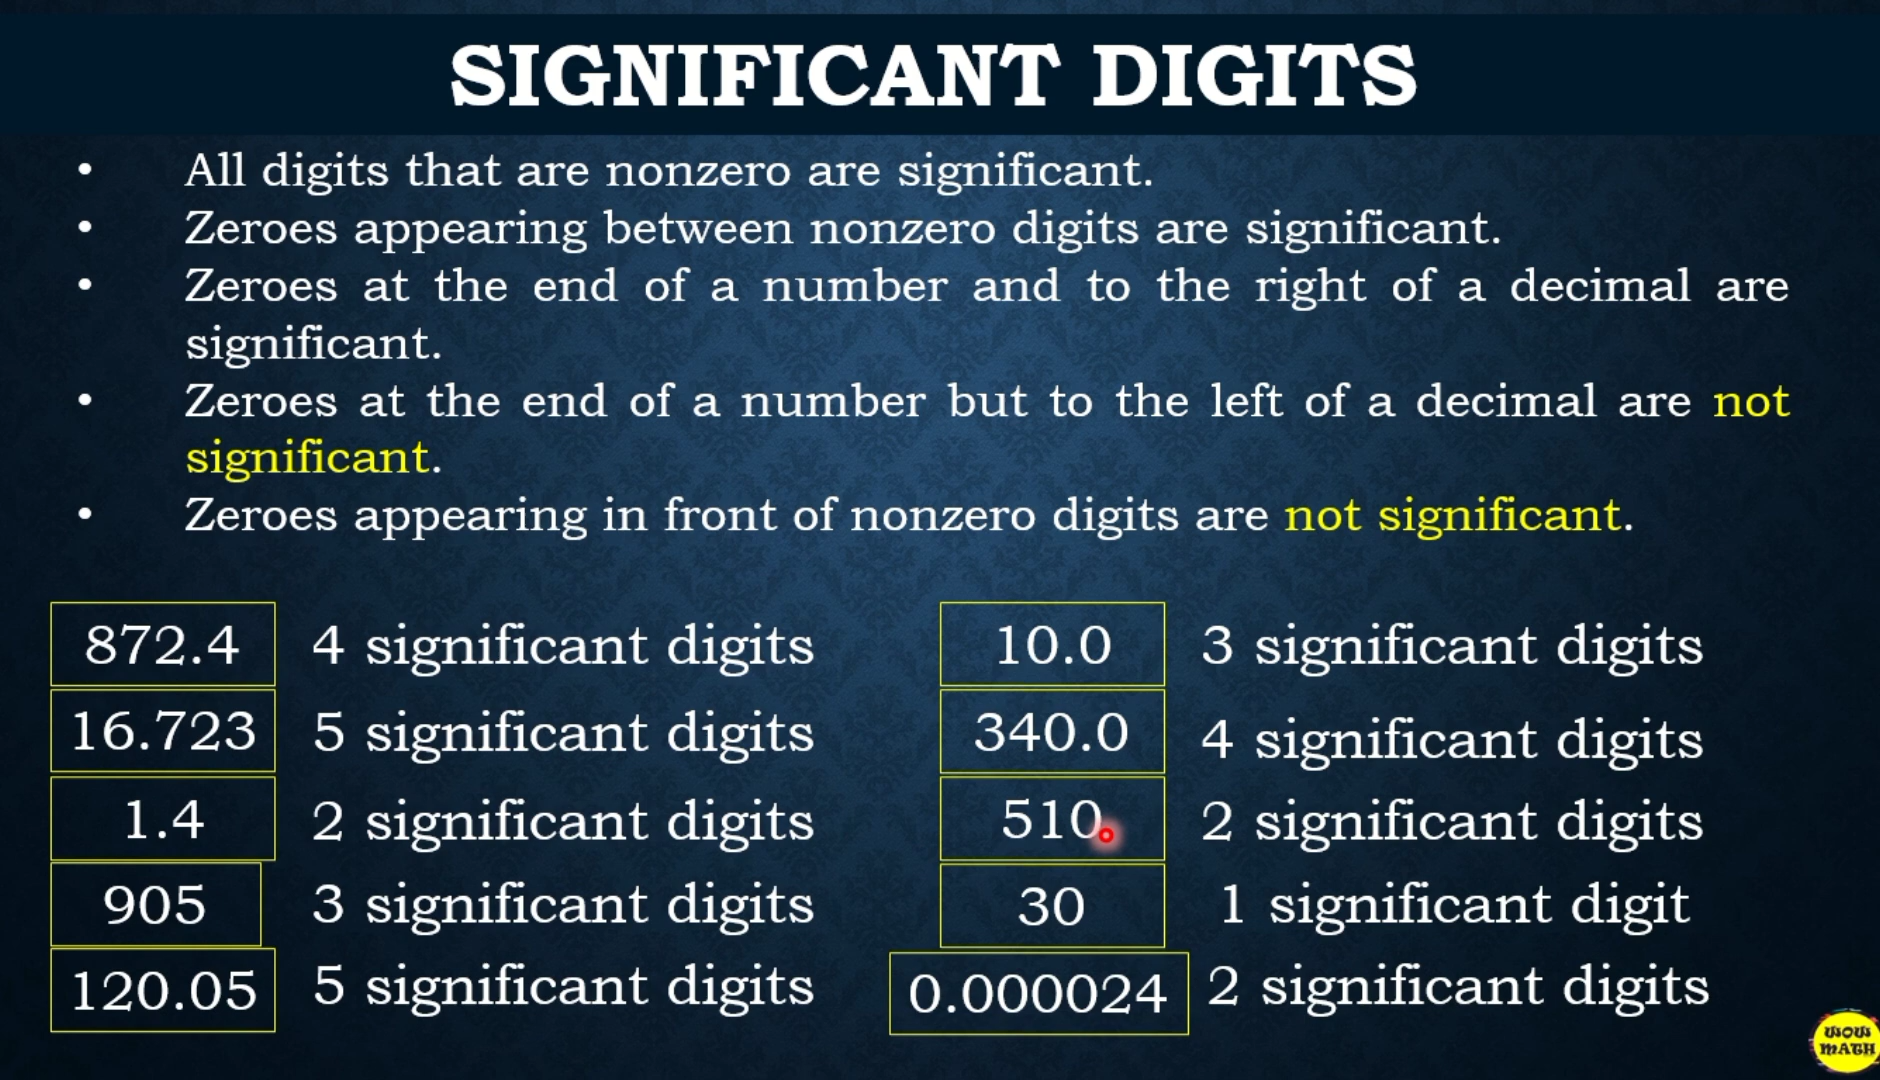 SIGNIFICANT DIGITS
• All digits that are nonzero are significant.
• Zeroes appearing between nonzero digits are significant.
• Zeroes at the end of a number and to the right of a decimal are
significant.
• Zeroes at the end of a number but to the left of a decimal are not
significant.
• Zeroes appearing in front of nonzero digits are not significant.
872.4 4 significant digits
16.723 5 significant digits
1.4 2 significant digits
905 3 significant digits
120.05 5 significant digits
10.0 3 significant digits
340.0 4 significant digits
510 2 significant digits
30 1 significant digit
0.000024 2 significant digits
WOW
MATH